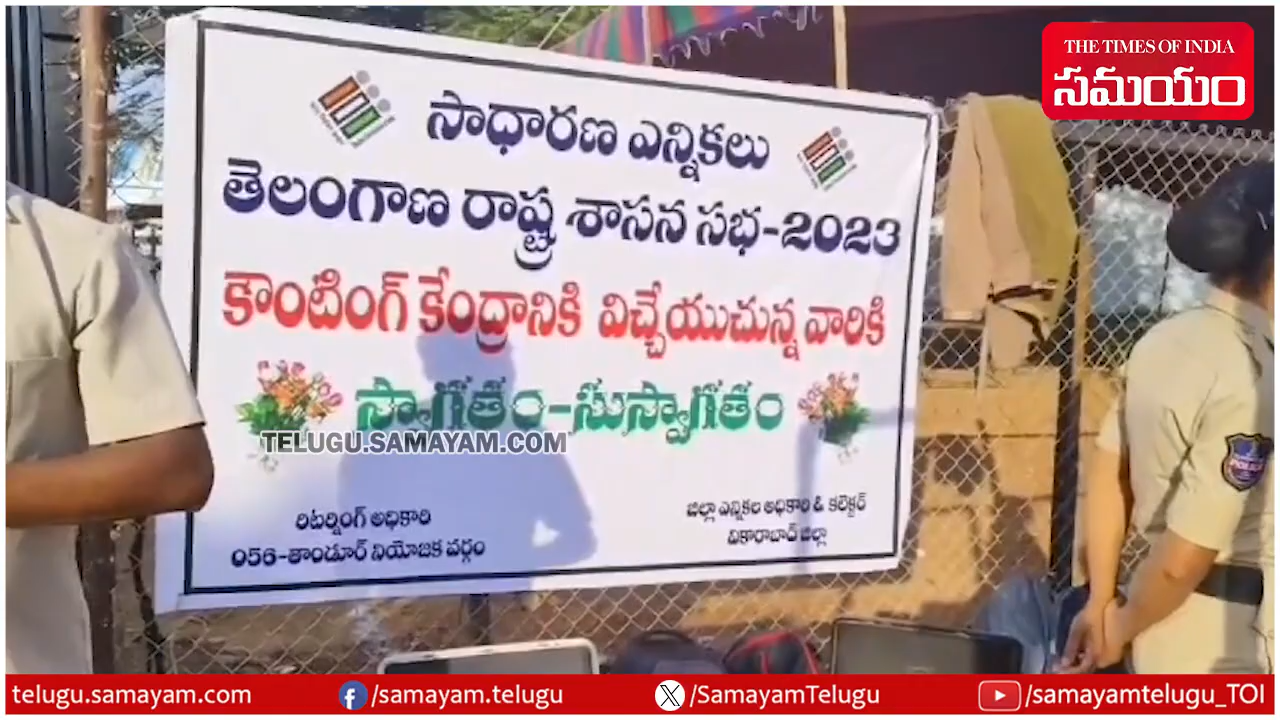 THE TIMES OF INDIA
సమయం
సాధారణ ఎన్నికలు
తెలంగాణ రాష్ట్ర శాసన సభ-2023
కౌంటింగ్ కేంద్రానికి విచ్చేయుచున్న వారికి
స్వాగతం-సుస్వాగతం
TELUGU.SAMAYAM.COM
రిటర్నింగ్ అధికారి
056-తాండూర్ నియోజక వర్గం
జిల్లా ఎన్నికల అధికారి & కలెక్టర్
వికారాబాద్ జిల్లా
POLICE
telugu.samayam.com
/samayam.telugu
/SamayamTelugu
/samayamtelugu_TOI